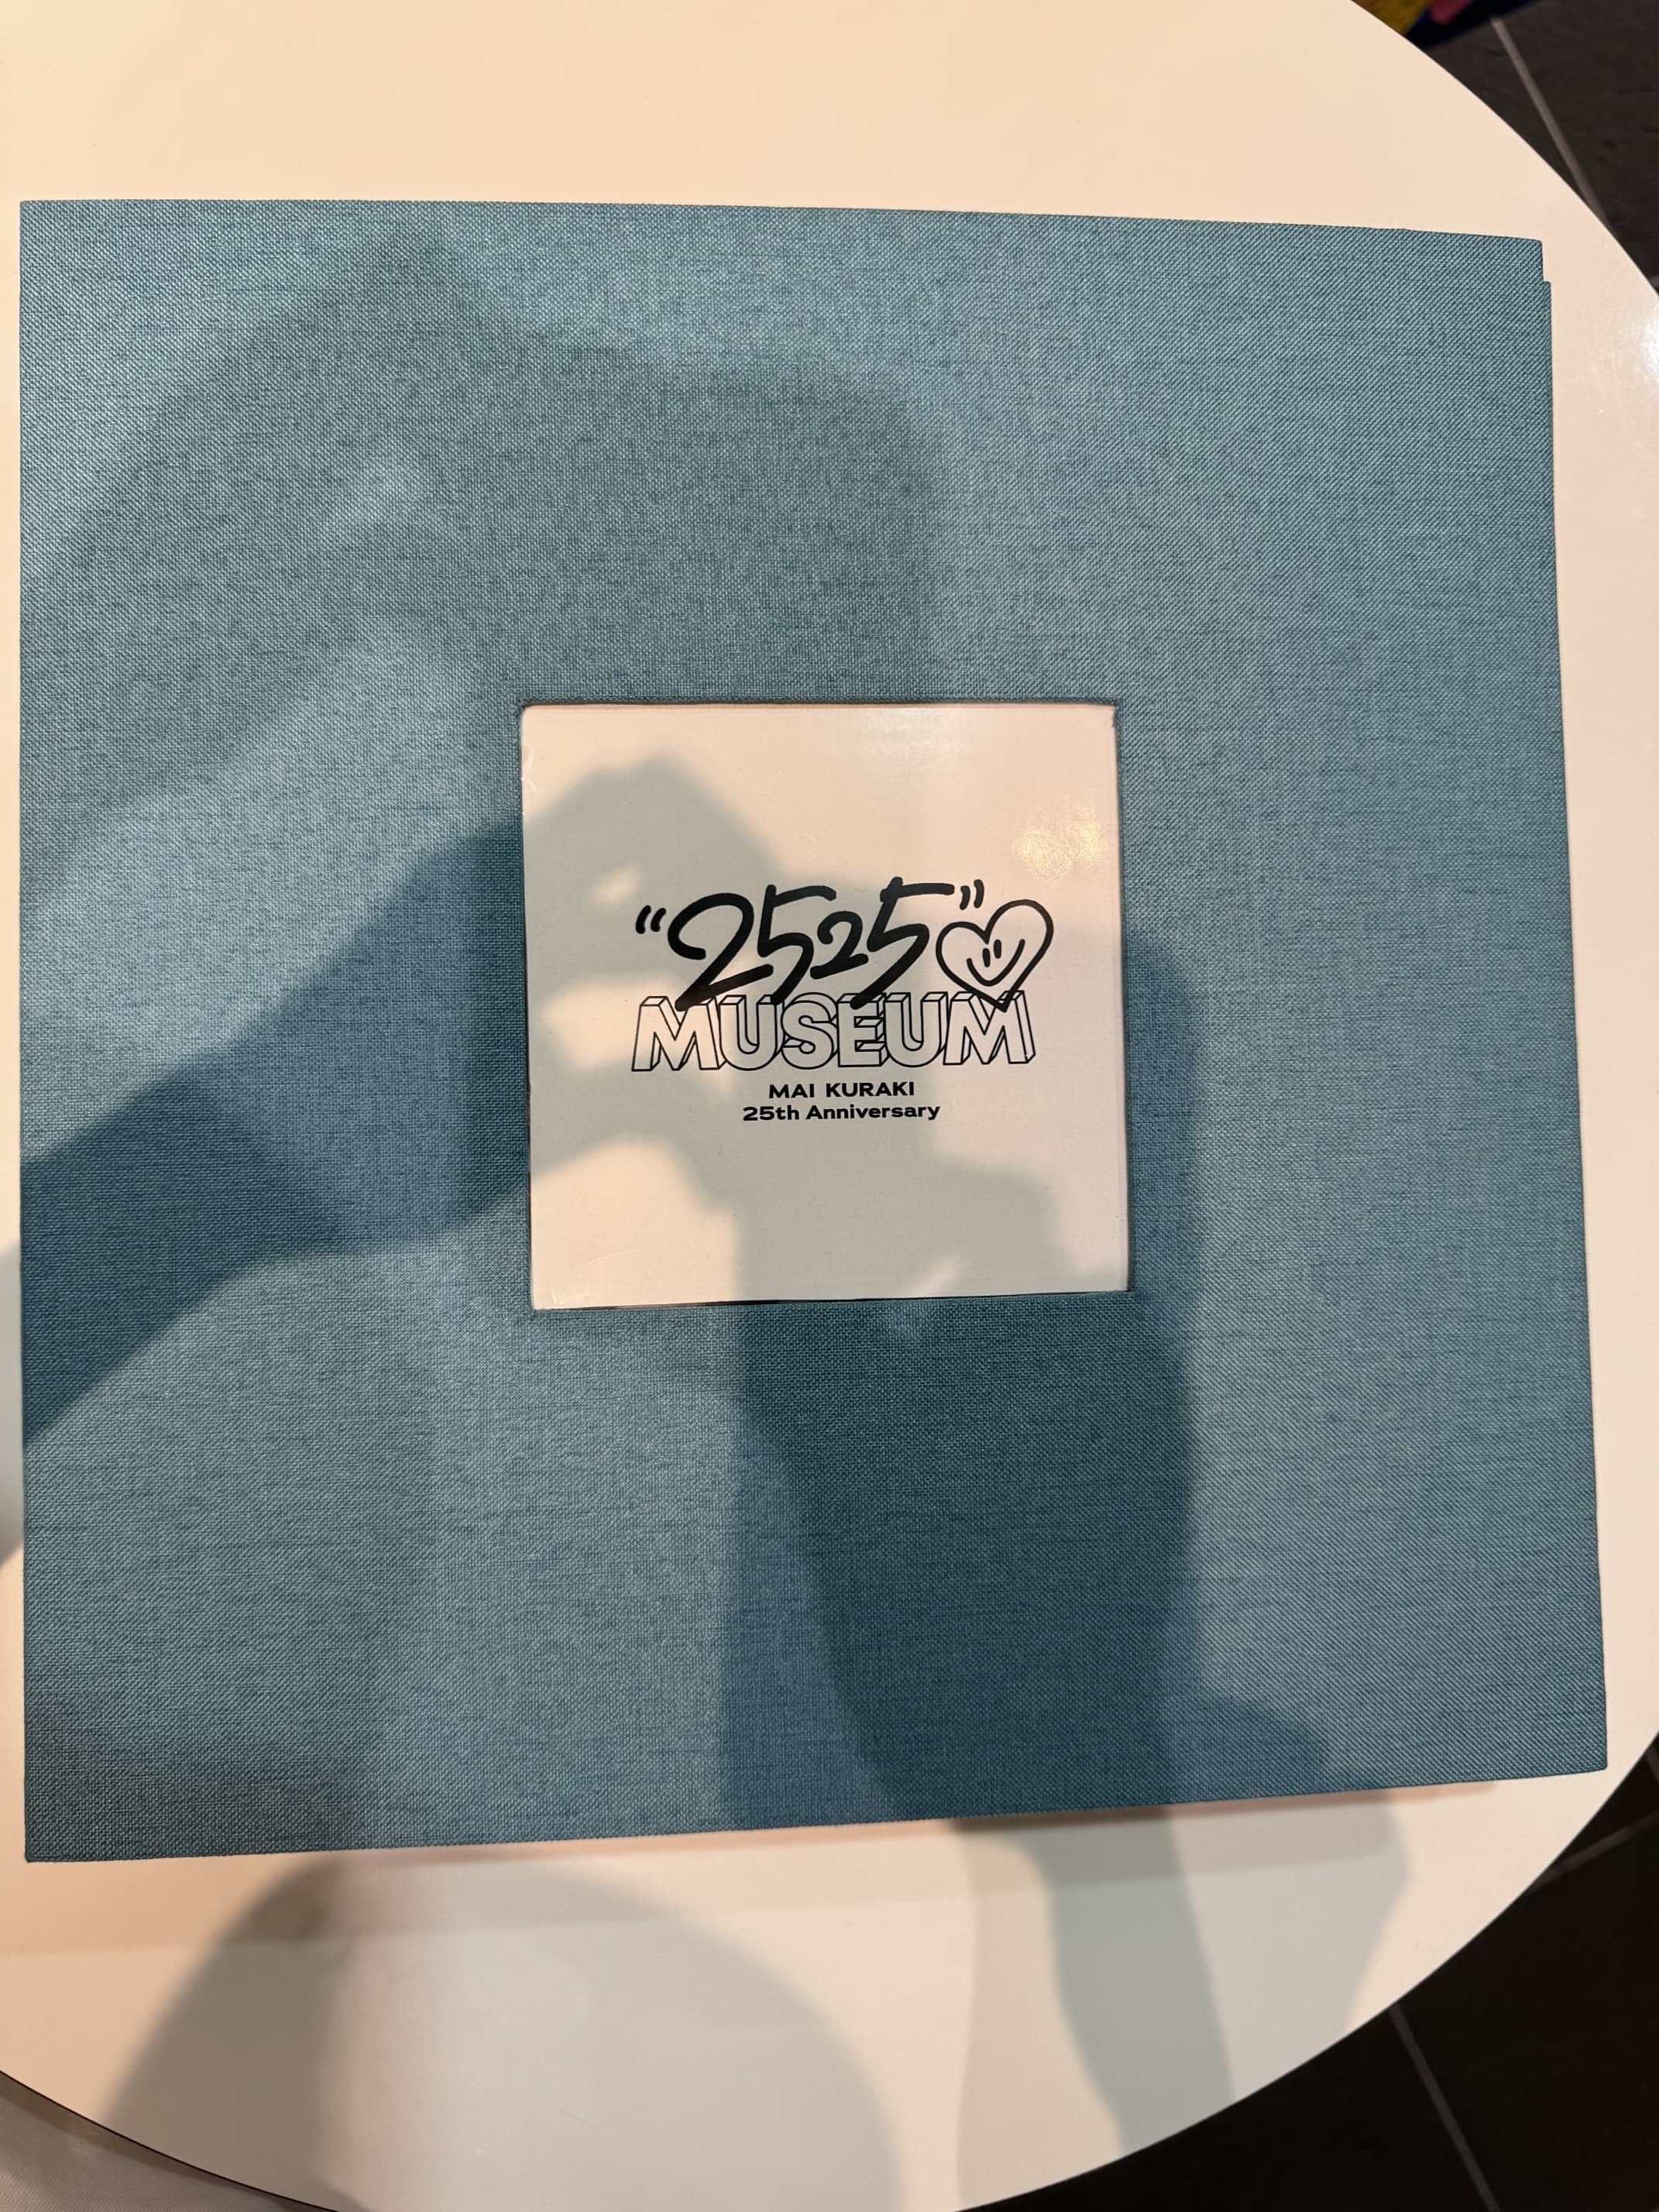 “2525”
MUSEUM
MAI KURAKI
25th Anniversary